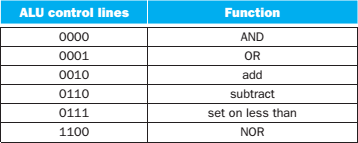 ALU control lines Function
0000 AND
0001 OR
0010 add
0110 subtract
0111 set on less than
1100 NOR